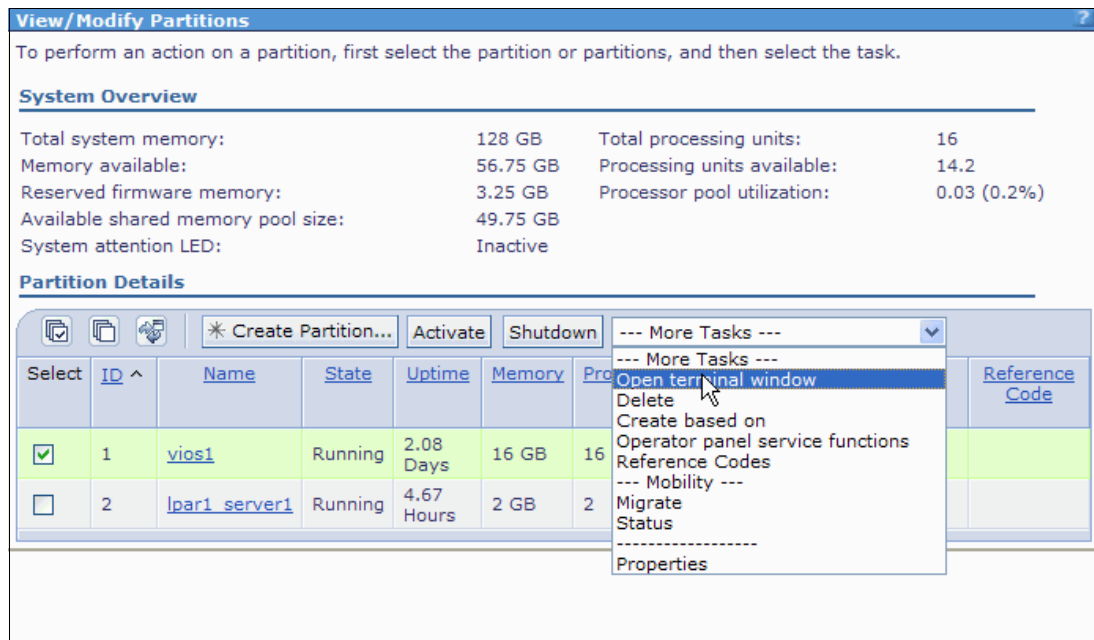 View/Modify Partitions ?
To perform an action on a partition, first select the partition or partitions, and then select the task.
System Overview
Total system memory: 128 GB Total processing units: 16
Memory available: 56.75 GB Processing units available: 14.2
Reserved firmware memory: 3.25 GB Processor pool utilization: 0.03 (0.2%)
Available shared memory pool size: 49.75 GB
System attention LED: Inactive
Partition Details
Create Partition... Activate Shutdown --- More Tasks ---
Select ID ^ Name State Uptime Memory Reference Code
1 vios1 Running 2.08 Days 16 GB 16
2 lpar1_server1 Running 4.67 Hours 2 GB 2
--- More Tasks ---
Open terminal window
Delete
Create based on
Operator panel service functions
Reference Codes
--- Mobility ---
Migrate
Status
------------------
Properties